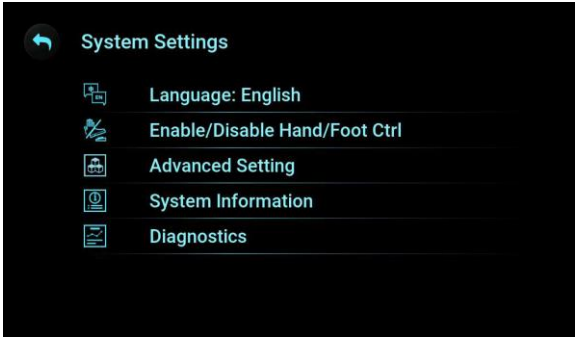 System Settings
Language: English
Enable/Disable Hand/Foot Ctrl
Advanced Setting
System Information
Diagnostics